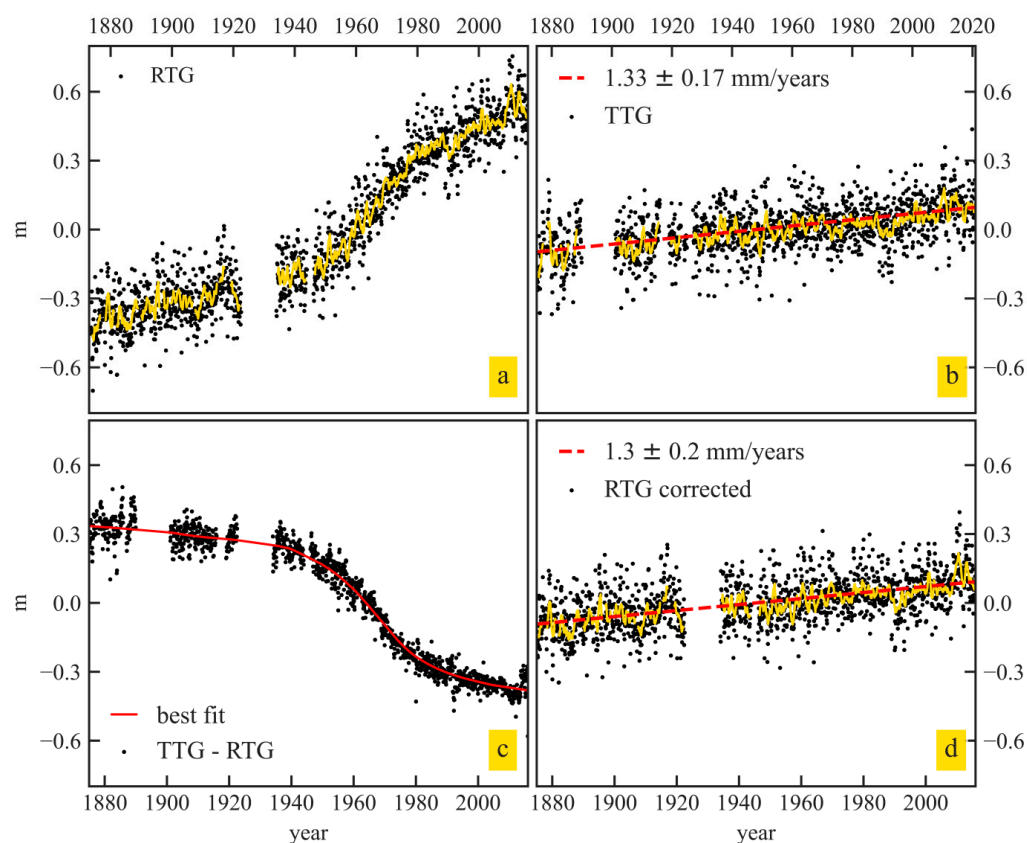 1880 1900 1920 1940 1960 1980 2000
1880 1900 1920 1940 1960 1980 2000 2020
RTG
0.6
0.3
0.0
−0.3
−0.6
m
a
1.33 ± 0.17 mm/years
TTG
0.6
0.3
0.0
−0.3
−0.6
b
0.6
0.3
0.0
−0.3
−0.6
m
best fit
TTG - RTG
c
1.3 ± 0.2 mm/years
RTG corrected
0.6
0.3
0.0
−0.3
−0.6
d
1880 1900 1920 1940 1960 1980 2000
year
1880 1900 1920 1940 1960 1980 2000
year